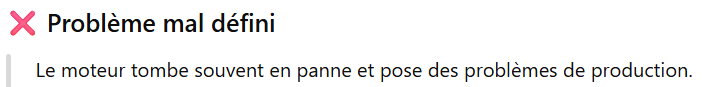 ❌ Problème mal défini
Le moteur tombe souvent en panne et pose des problèmes de production.